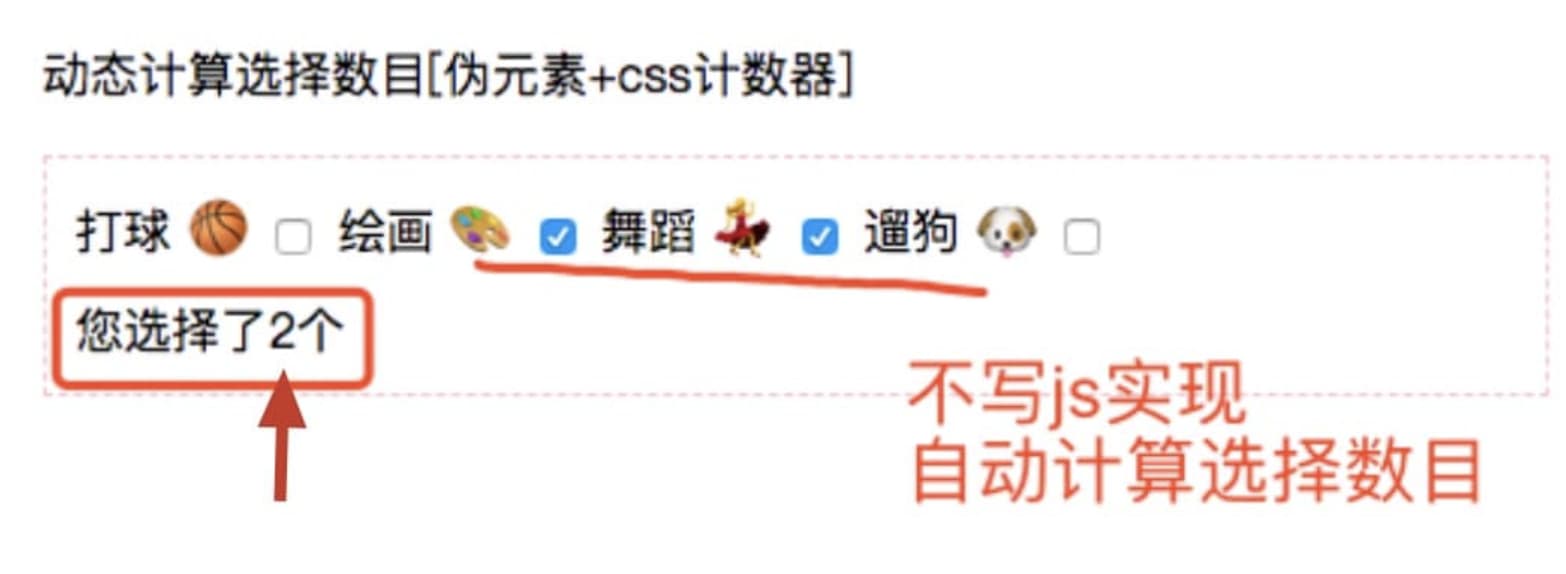 动态计算选择数目[伪元素+css计数器]
打球 🏀 绘画 🎨 舞蹈 💃 遛狗 🐶
您选择了2个
不写js实现
自动计算选择数目